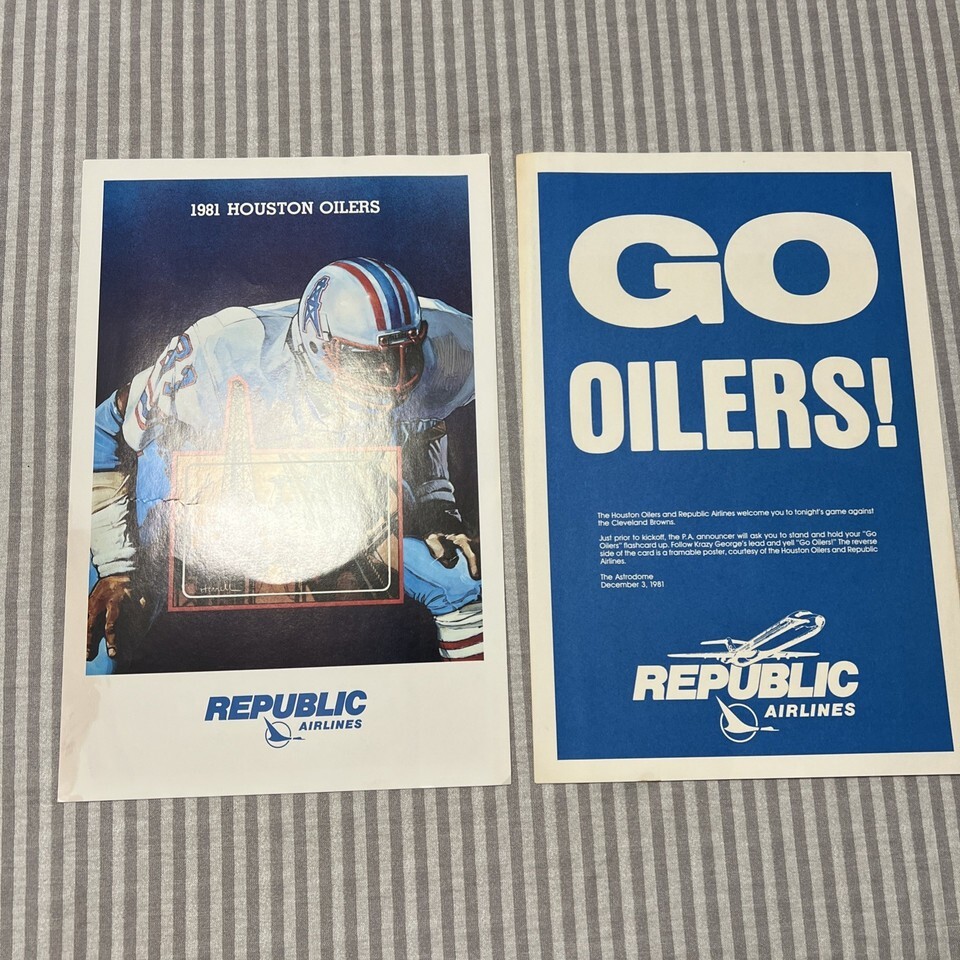 1981 HOUSTON OILERS
REPUBLIC
AIRLINES
GO
OILERS!
The Houston Oilers and Republic Airlines welcome you to tonight's game against
the Cleveland Browns.
Just prior to kickoff, the P.A. announcer will ask you to stand and hold your "Go
Oilers" flashcard up. Follow Krazy George's lead and yell "Go Oilers!" The reverse
side of the card is a framable poster, courtesy of the Houston Oilers and Republic
Airlines.
The Astrodome
December 3, 1981
REPUBLIC
AIRLINES